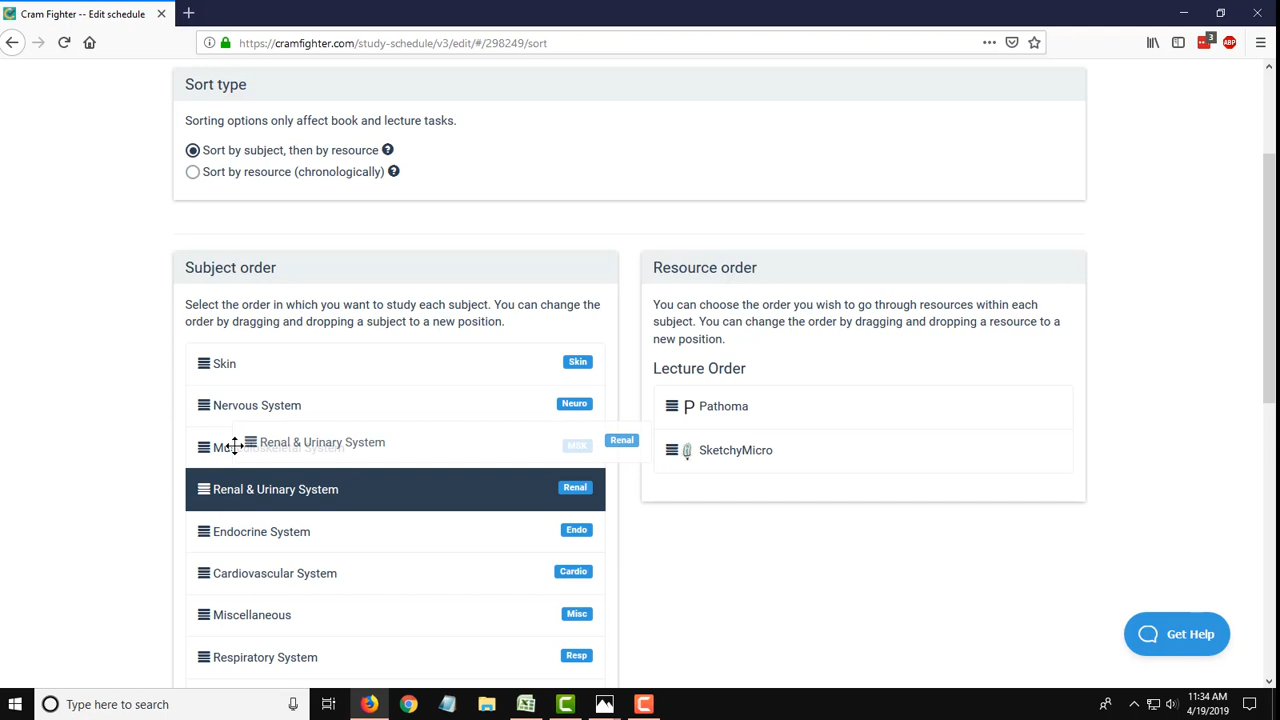 Cram Fighter -- Edit schedule
https://cramfighter.com/study-schedule/v3/edit/#/298249/sort
3
ABP
Sort type
Sorting options only affect book and lecture tasks.
Sort by subject, then by resource
Sort by resource (chronologically)
Subject order
Select the order in which you want to study each subject. You can change the
order by dragging and dropping a subject to a new position.
Skin Skin
Nervous System Neuro
Renal & Urinary System Renal
Musculoskeletal System MSK
Renal & Urinary System Renal
Endocrine System Endo
Cardiovascular System Cardio
Miscellaneous Misc
Respiratory System Resp
Resource order
You can choose the order you wish to go through resources within each
subject. You can change the order by dragging and dropping a resource to a
new position.
Lecture Order
P Pathoma
SketchyMicro
Get Help
Type here to search
11:34 AM
4/19/2019